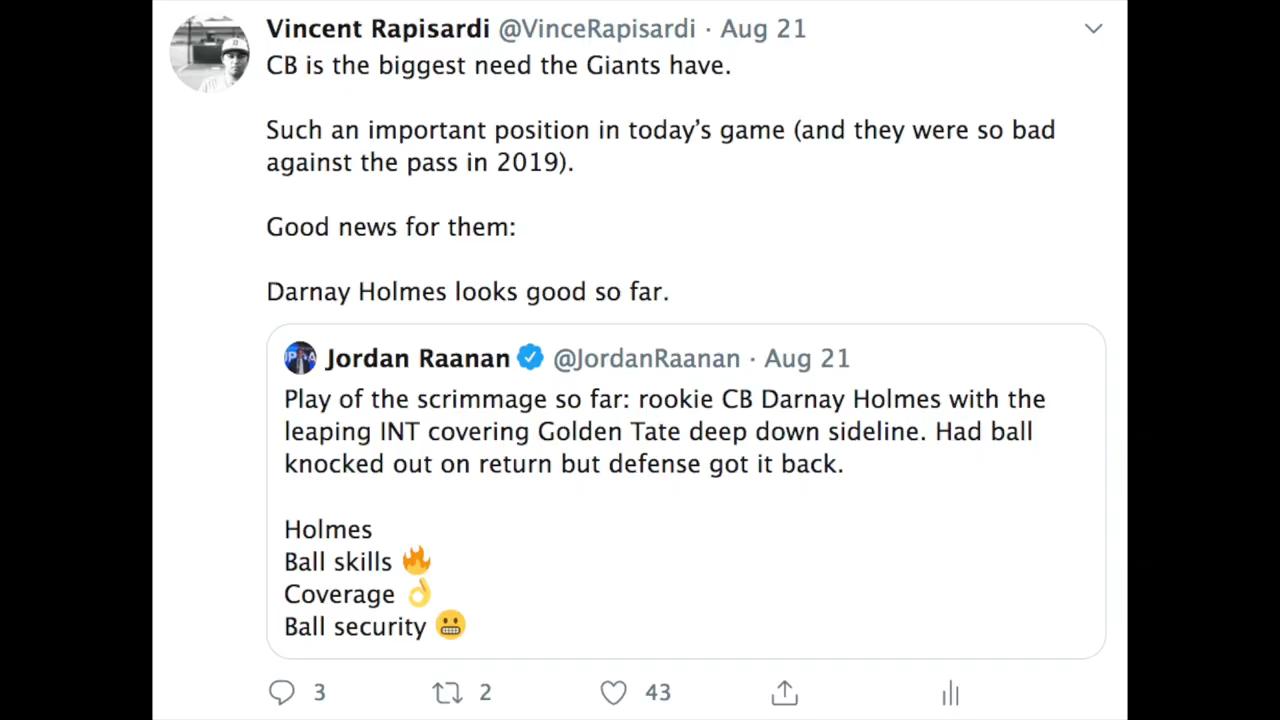 Vincent Rapisardi @VinceRapisardi · Aug 21
CB is the biggest need the Giants have.
Such an important position in today's game (and they were so bad
against the pass in 2019).
Good news for them:
Darnay Holmes looks good so far.
Jordan Raanan @JordanRaanan · Aug 21
Play of the scrimmage so far: rookie CB Darnay Holmes with the
leaping INT covering Golden Tate deep down sideline. Had ball
knocked out on return but defense got it back.
Holmes
Ball skills 🔥
Coverage 👌
Ball security 😬
3 2 43